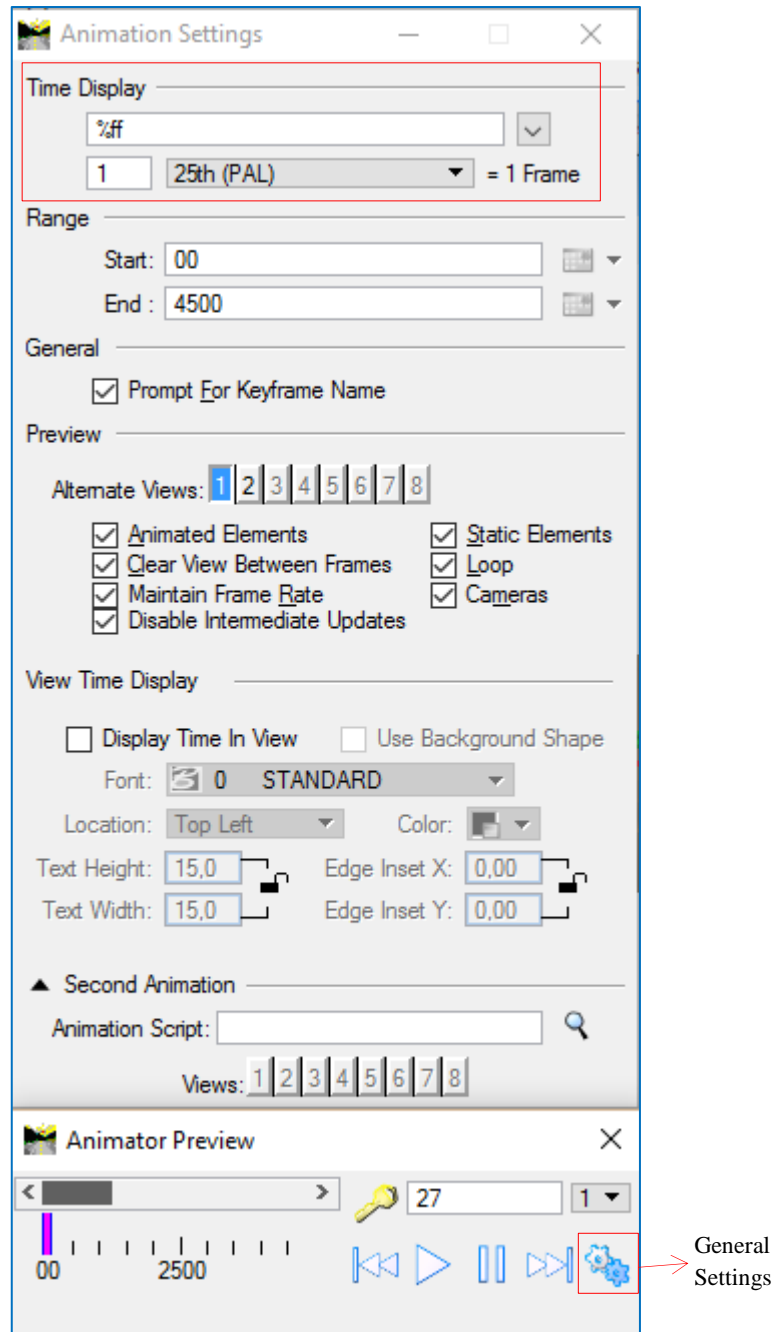 Animation Settings
Time Display
%ff
1 25th (PAL) = 1 Frame
Range
Start: 00
End : 4500
General
Prompt For Keyframe Name
Preview
Alternate Views: 1 2 3 4 5 6 7 8
Animated Elements Static Elements
Clear View Between Frames Loop
Maintain Frame Rate Cameras
Disable Intermediate Updates
View Time Display
Display Time In View Use Background Shape
Font: 0 STANDARD
Location: Top Left Color:
Text Height: 15,0 Edge Inset X: 0,00
Text Width: 15,0 Edge Inset Y: 0,00
Second Animation
Animation Script:
Views: 1 2 3 4 5 6 7 8
Animator Preview
27 1
00 2500
General
Settings